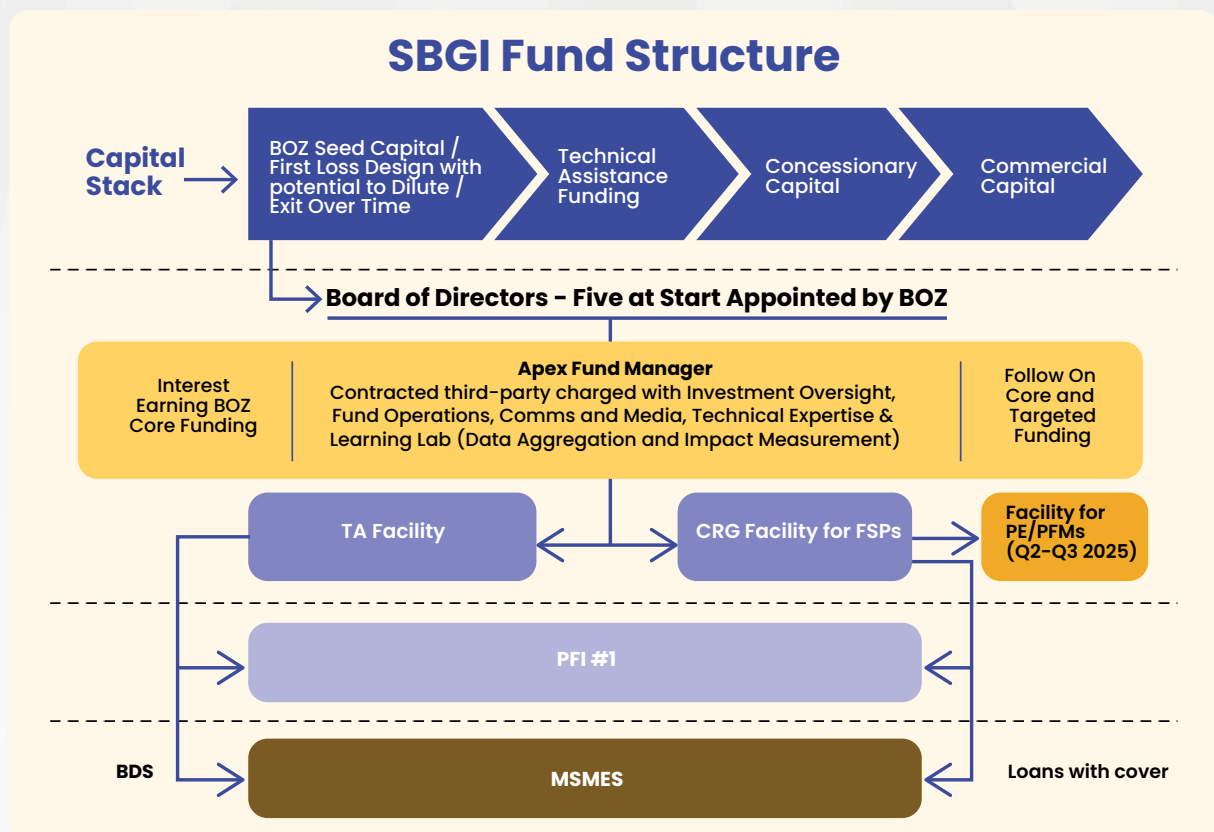 SBGI Fund Structure
Capital
Stack
BOZ Seed Capital /
First Loss Design with
potential to Dilute /
Exit Over Time
Technical
Assistance
Funding
Concessionary
Capital
Commercial
Capital
Board of Directors - Five at Start Appointed by BOZ
Interest
Earning BOZ
Core Funding
Apex Fund Manager
Contracted third-party charged with Investment Oversight,
Fund Operations, Comms and Media, Technical Expertise &
Learning Lab (Data Aggregation and Impact Measurement)
Follow On
Core and
Targeted
Funding
TA Facility
CRG Facility for FSPs
Facility for
PE/PFMs
(Q2-Q3 2025)
PFI #1
BDS
MSMES
Loans with cover